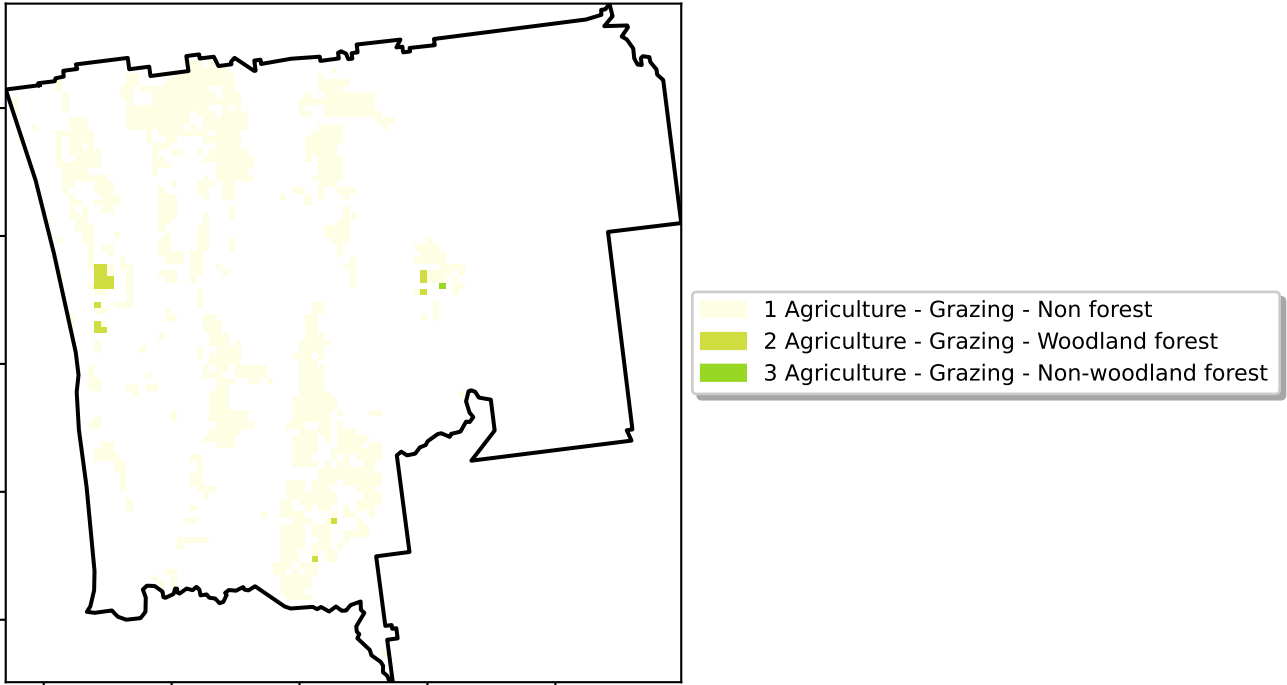 1 Agriculture - Grazing - Non forest
2 Agriculture - Grazing - Woodland forest
3 Agriculture - Grazing - Non-woodland forest